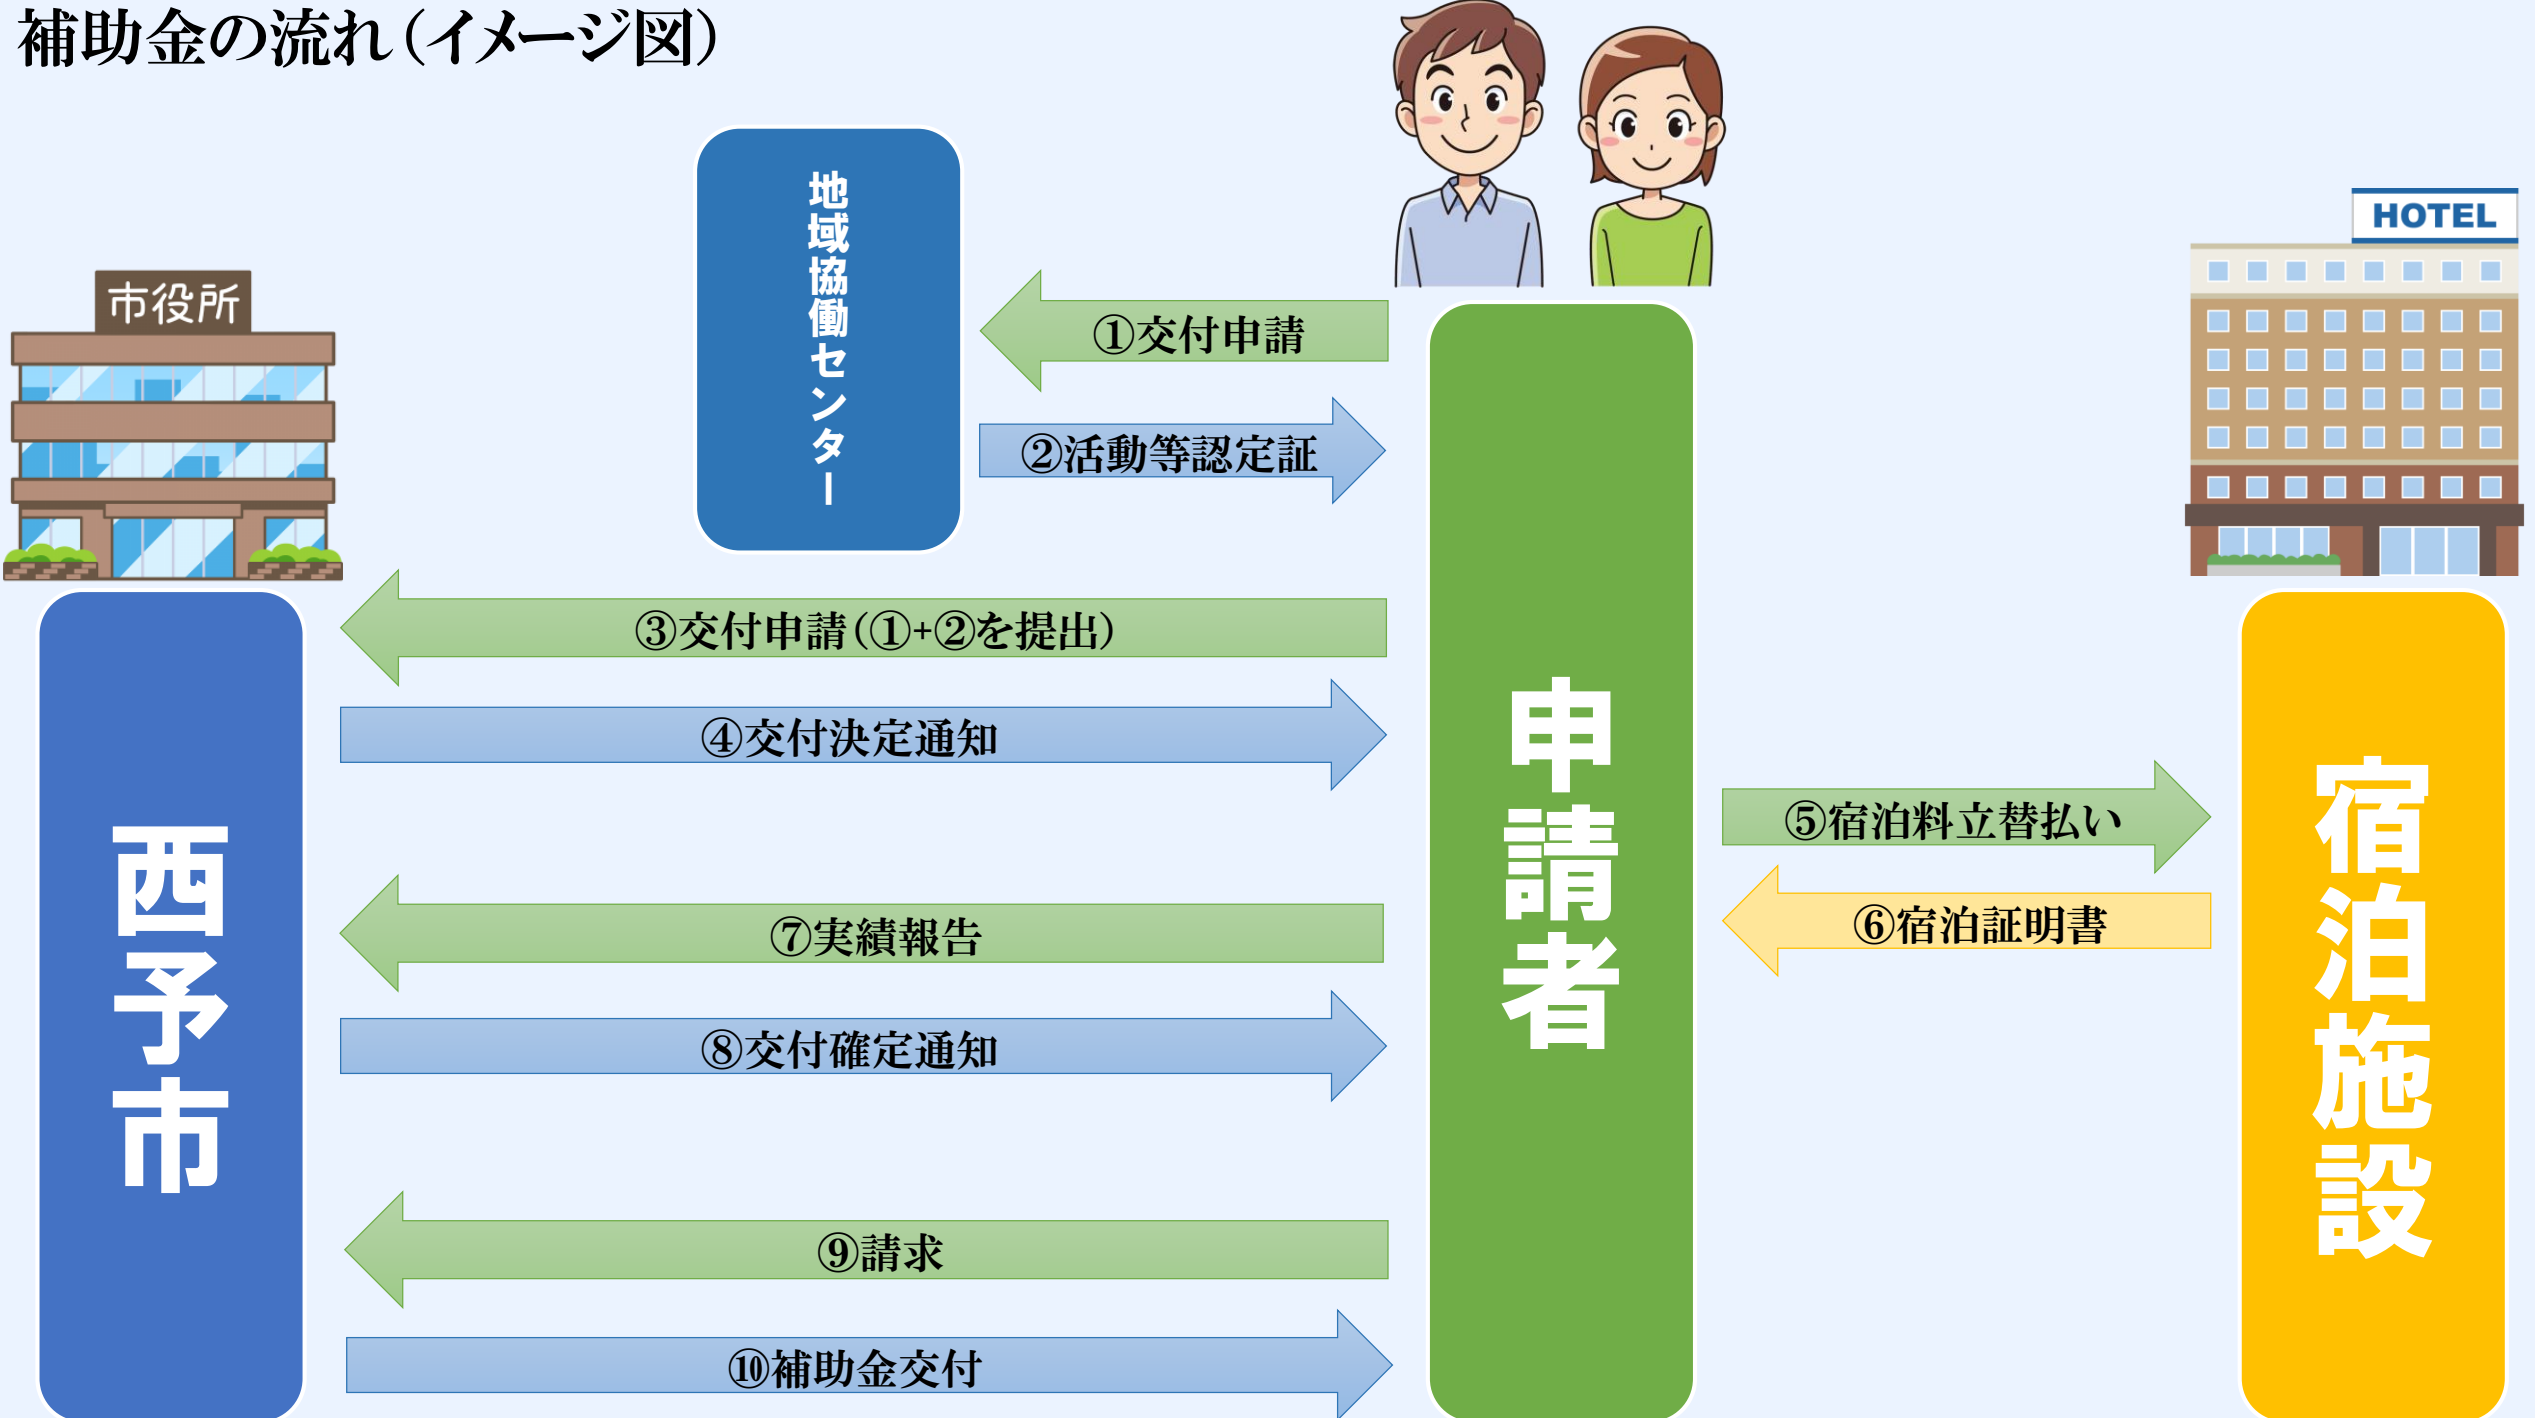 補助金の流れ（イメージ図）
HOTEL
市役所
地域協働センター
①交付申請
②活動等認定証
③交付申請（①+②を提出）
④交付決定通知
⑤宿泊料立替払い
⑥宿泊証明書
⑦実績報告
⑧交付確定通知
⑨請求
⑩補助金交付
西予市
申請者
宿泊施設